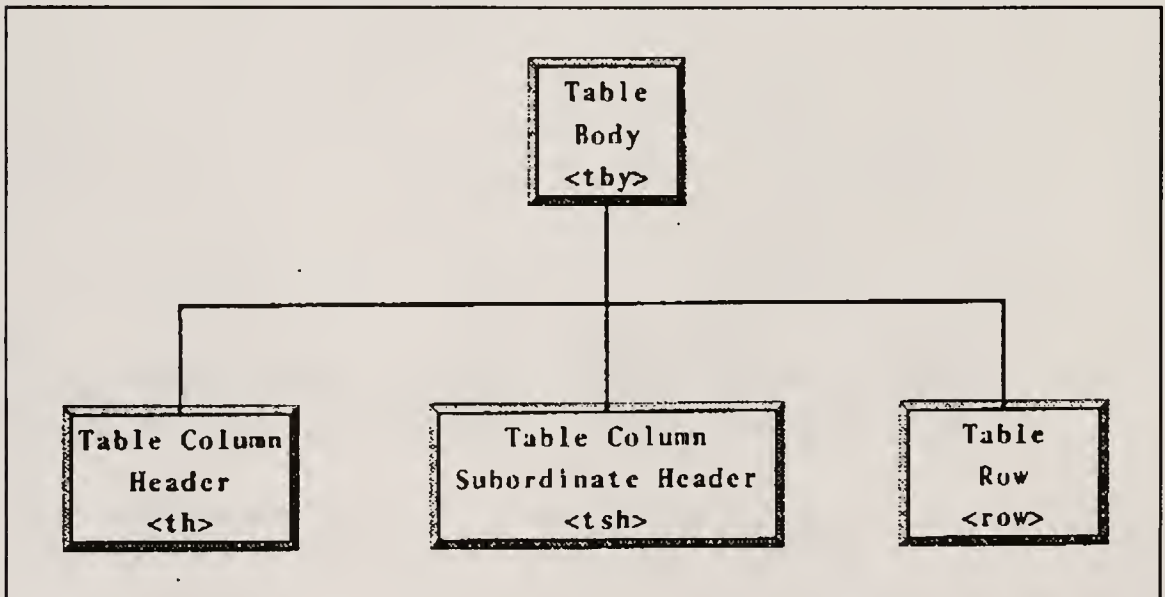 Table
Body
<tby>
Table Column
Header
<th>
Table Column
Subordinate Header
<tsh>
Table
Row
<row>